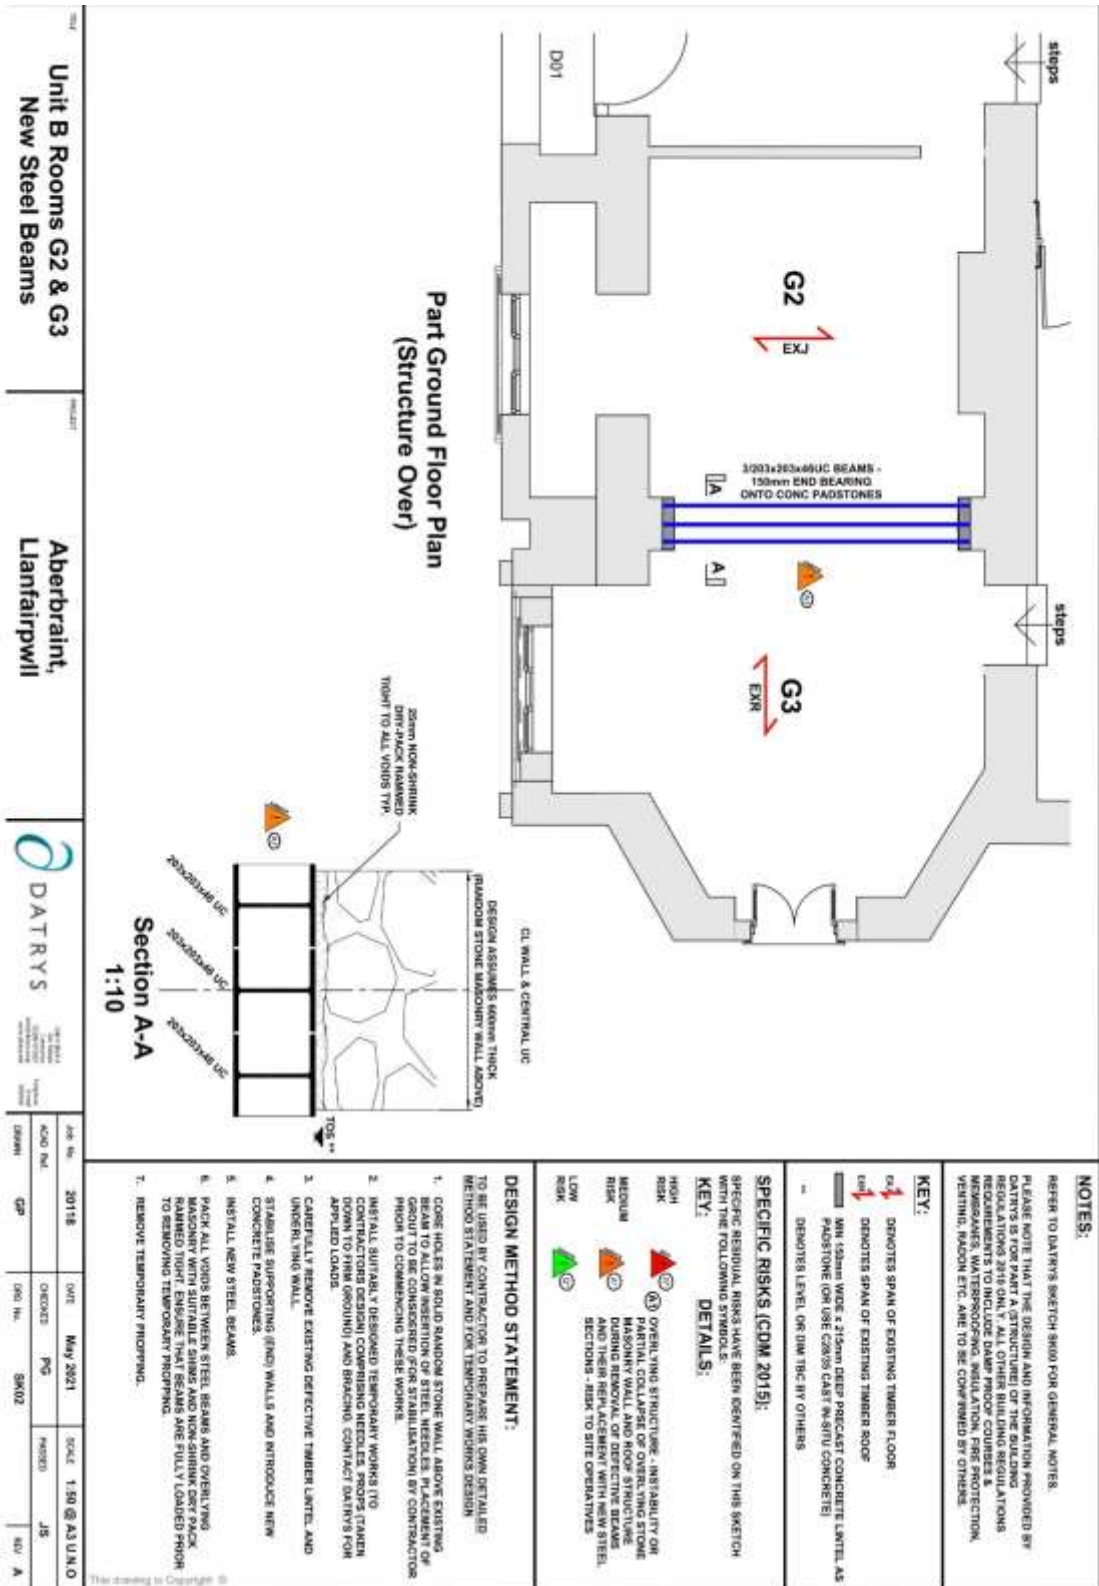 steps
steps
D01
G2
EXJ
3/203x203x46UC BEAMS -
150mm END BEARING
ONTO CONC PADSTONES
A
A
G3
EXR
Part Ground Floor Plan
(Structure Over)
25mm NON-SHRINK
DRY-PACK RAMMED
TIGHT TO ALL VOIDS TYP.
CL WALL & CENTRAL UC
DESIGN ASSUMES 600mm THICK
(RANDOM STONE MASONRY WALL ABOVE)
TOS **
203x203x46 UC
203x203x46 UC
203x203x46 UC
Section A-A
1:10
NOTES:
REFER TO DATRYS SKETCH SK00 FOR GENERAL NOTES.
PLEASE NOTE THAT THE DESIGN AND INFORMATION PROVIDED BY
DATRYS IS FOR PART A (STRUCTURE) OF THE BUILDING
REGULATIONS 2010 ONLY. ALL OTHER BUILDING REGULATIONS
REQUIREMENTS TO INCLUDE DAMP PROOF COURSES &
MEMBRANES, WATERPROOFING, INSULATION, FIRE PROTECTION,
VENTING, RADON ETC. ARE TO BE CONFIRMED BY OTHERS.
KEY:
EXJ DENOTES SPAN OF EXISTING TIMBER FLOOR
EXR DENOTES SPAN OF EXISTING TIMBER ROOF
MIN 150mm WIDE x 215mm DEEP PRECAST CONCRETE LINTEL AS
PADSTONE (OR USE C28/35 CAST IN-SITU CONCRETE)
** DENOTES LEVEL OR DIM TBC BY OTHERS
SPECIFIC RISKS (CDM 2015):
SPECIFIC RESIDUAL RISKS HAVE BEEN IDENTIFIED ON THIS SKETCH
WITH THE FOLLOWING SYMBOLS:
KEY: DETAILS:
HIGH
RISK
MEDIUM
RISK
LOW
RISK
OVERLYING STRUCTURE - INSTABILITY OR
PARTIAL COLLAPSE OF OVERLYING STONE
MASONRY WALL AND ROOF STRUCTURE
DURING REMOVAL OF DEFECTIVE BEAMS
AND THEIR REPLACEMENT WITH NEW STEEL
SECTIONS - RISK TO SITE OPERATIVES
DESIGN METHOD STATEMENT:
TO BE USED BY CONTRACTOR TO PREPARE HIS OWN DETAILED
METHOD STATEMENT AND FOR TEMPORARY WORKS DESIGN
1. CORE HOLES IN SOLID RANDOM STONE WALL ABOVE EXISTING
BEAM TO ALLOW INSERTION OF STEEL NEEDLES. PLACEMENT OF
GROUT TO BE CONSIDERED (FOR STABILISATION) BY CONTRACTOR
PRIOR TO COMMENCING THESE WORKS.
2. INSTALL SUITABLY DESIGNED TEMPORARY WORKS (TO
CONTRACTORS DESIGN) COMPRISING NEEDLES, PROPS (TAKEN
DOWN TO FIRM GROUND) AND BRACING. CONTACT DATRYS FOR
APPLIED LOADS.
3. CAREFULLY REMOVE EXISTING DEFECTIVE TIMBER LINTEL AND
UNDERLYING WALL.
4. STABILISE SUPPORTING (END) WALLS AND INTRODUCE NEW
CONCRETE PADSTONES.
5. INSTALL NEW STEEL BEAMS.
6. PACK ALL VOIDS BETWEEN STEEL BEAMS AND OVERLYING
MASONRY WITH SUITABLE SHIMS AND NON-SHRINK DRY PACK
RAMMED TIGHT. ENSURE THAT BEAMS ARE FULLY LOADED PRIOR
TO REMOVING TEMPORARY PROPPING.
7. REMOVE TEMPORARY PROPPING.
TITLE
Unit B Rooms G2 & G3
New Steel Beams
PROJECT
Aberbraint,
Llanfairpwll
DATRYS
Job No. 20118
DATE May 2021
SCALE 1:50 @ A3 U.N.O
ACAD Ref.
CHECKED PG
PASSED JS
DRAWN GP
DRG No. SK02
REV A
This drawing is Copyright ©